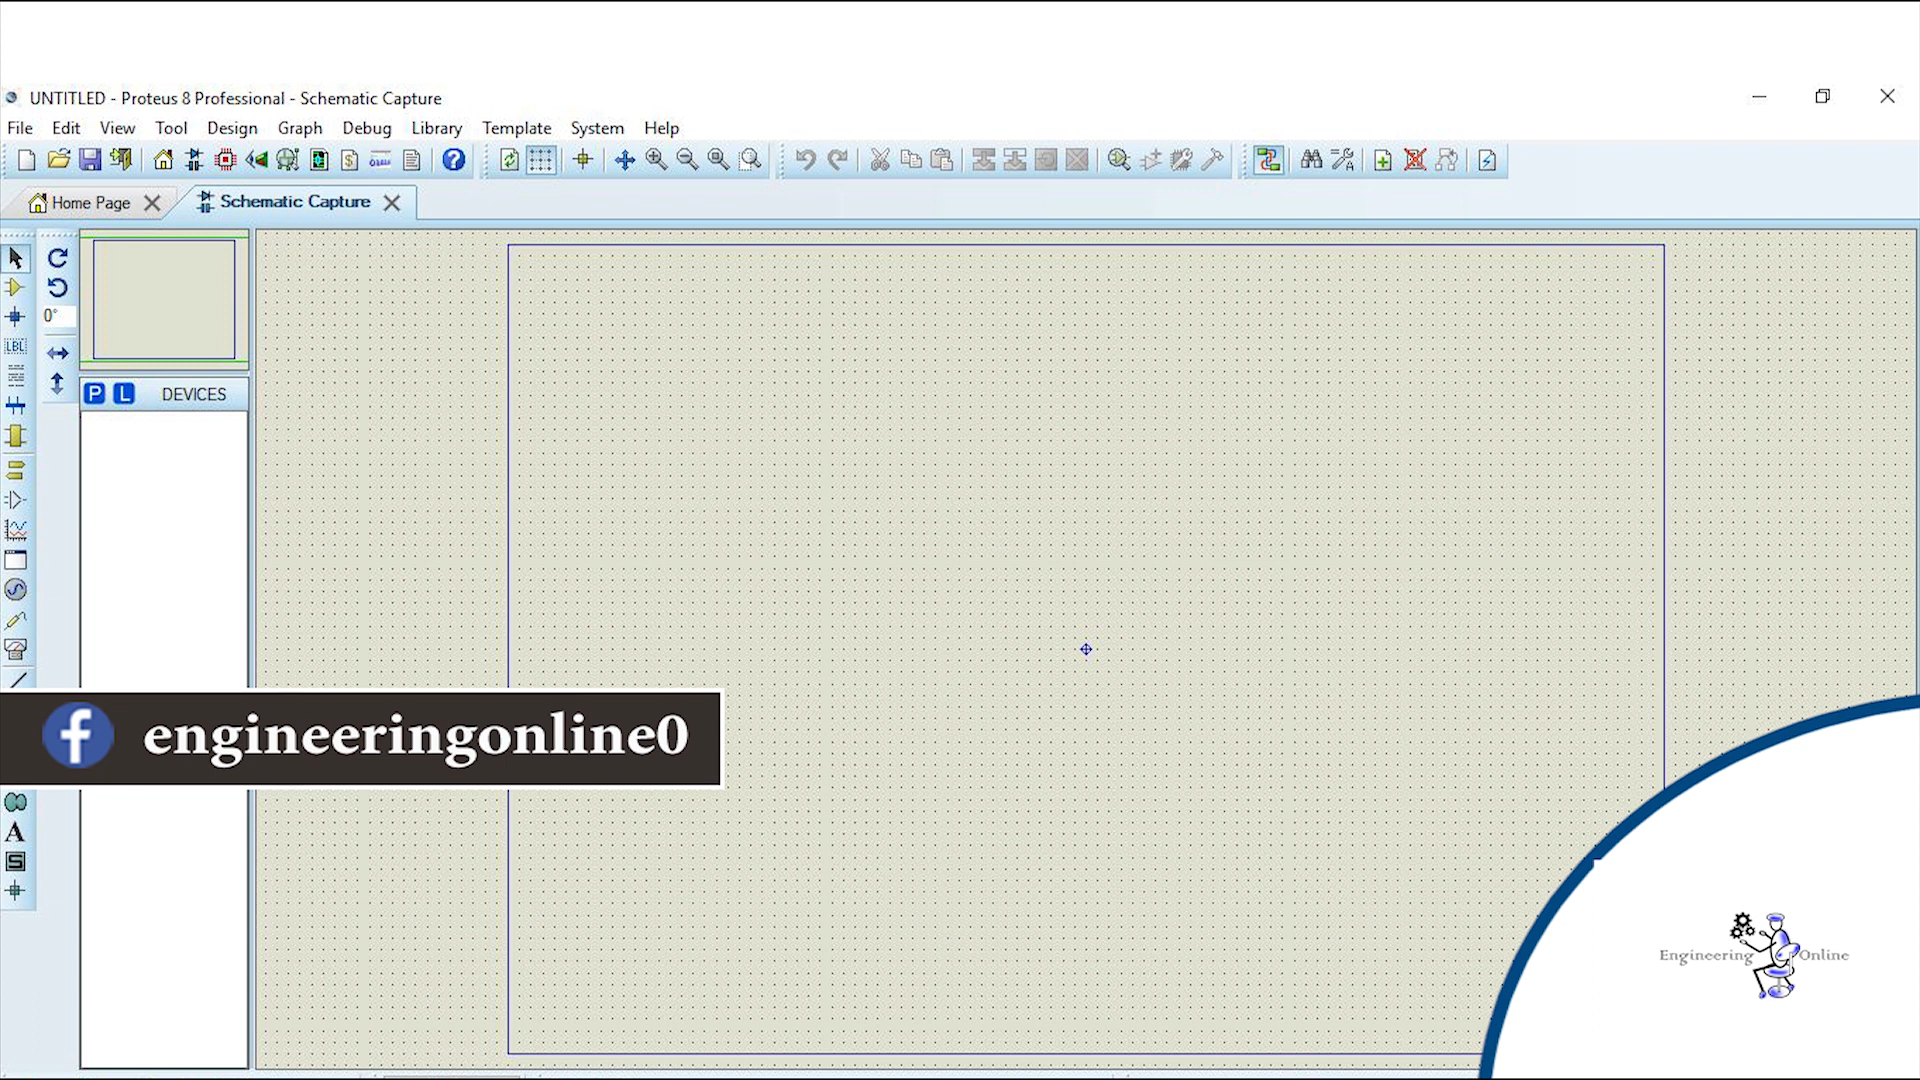 UNTITLED - Proteus 8 Professional - Schematic Capture
File Edit View Tool Design Graph Debug Library Template System Help
Home Page Schematic Capture
0°
LBL
P L DEVICES
engineeringonline0
A
S
Engineering Online